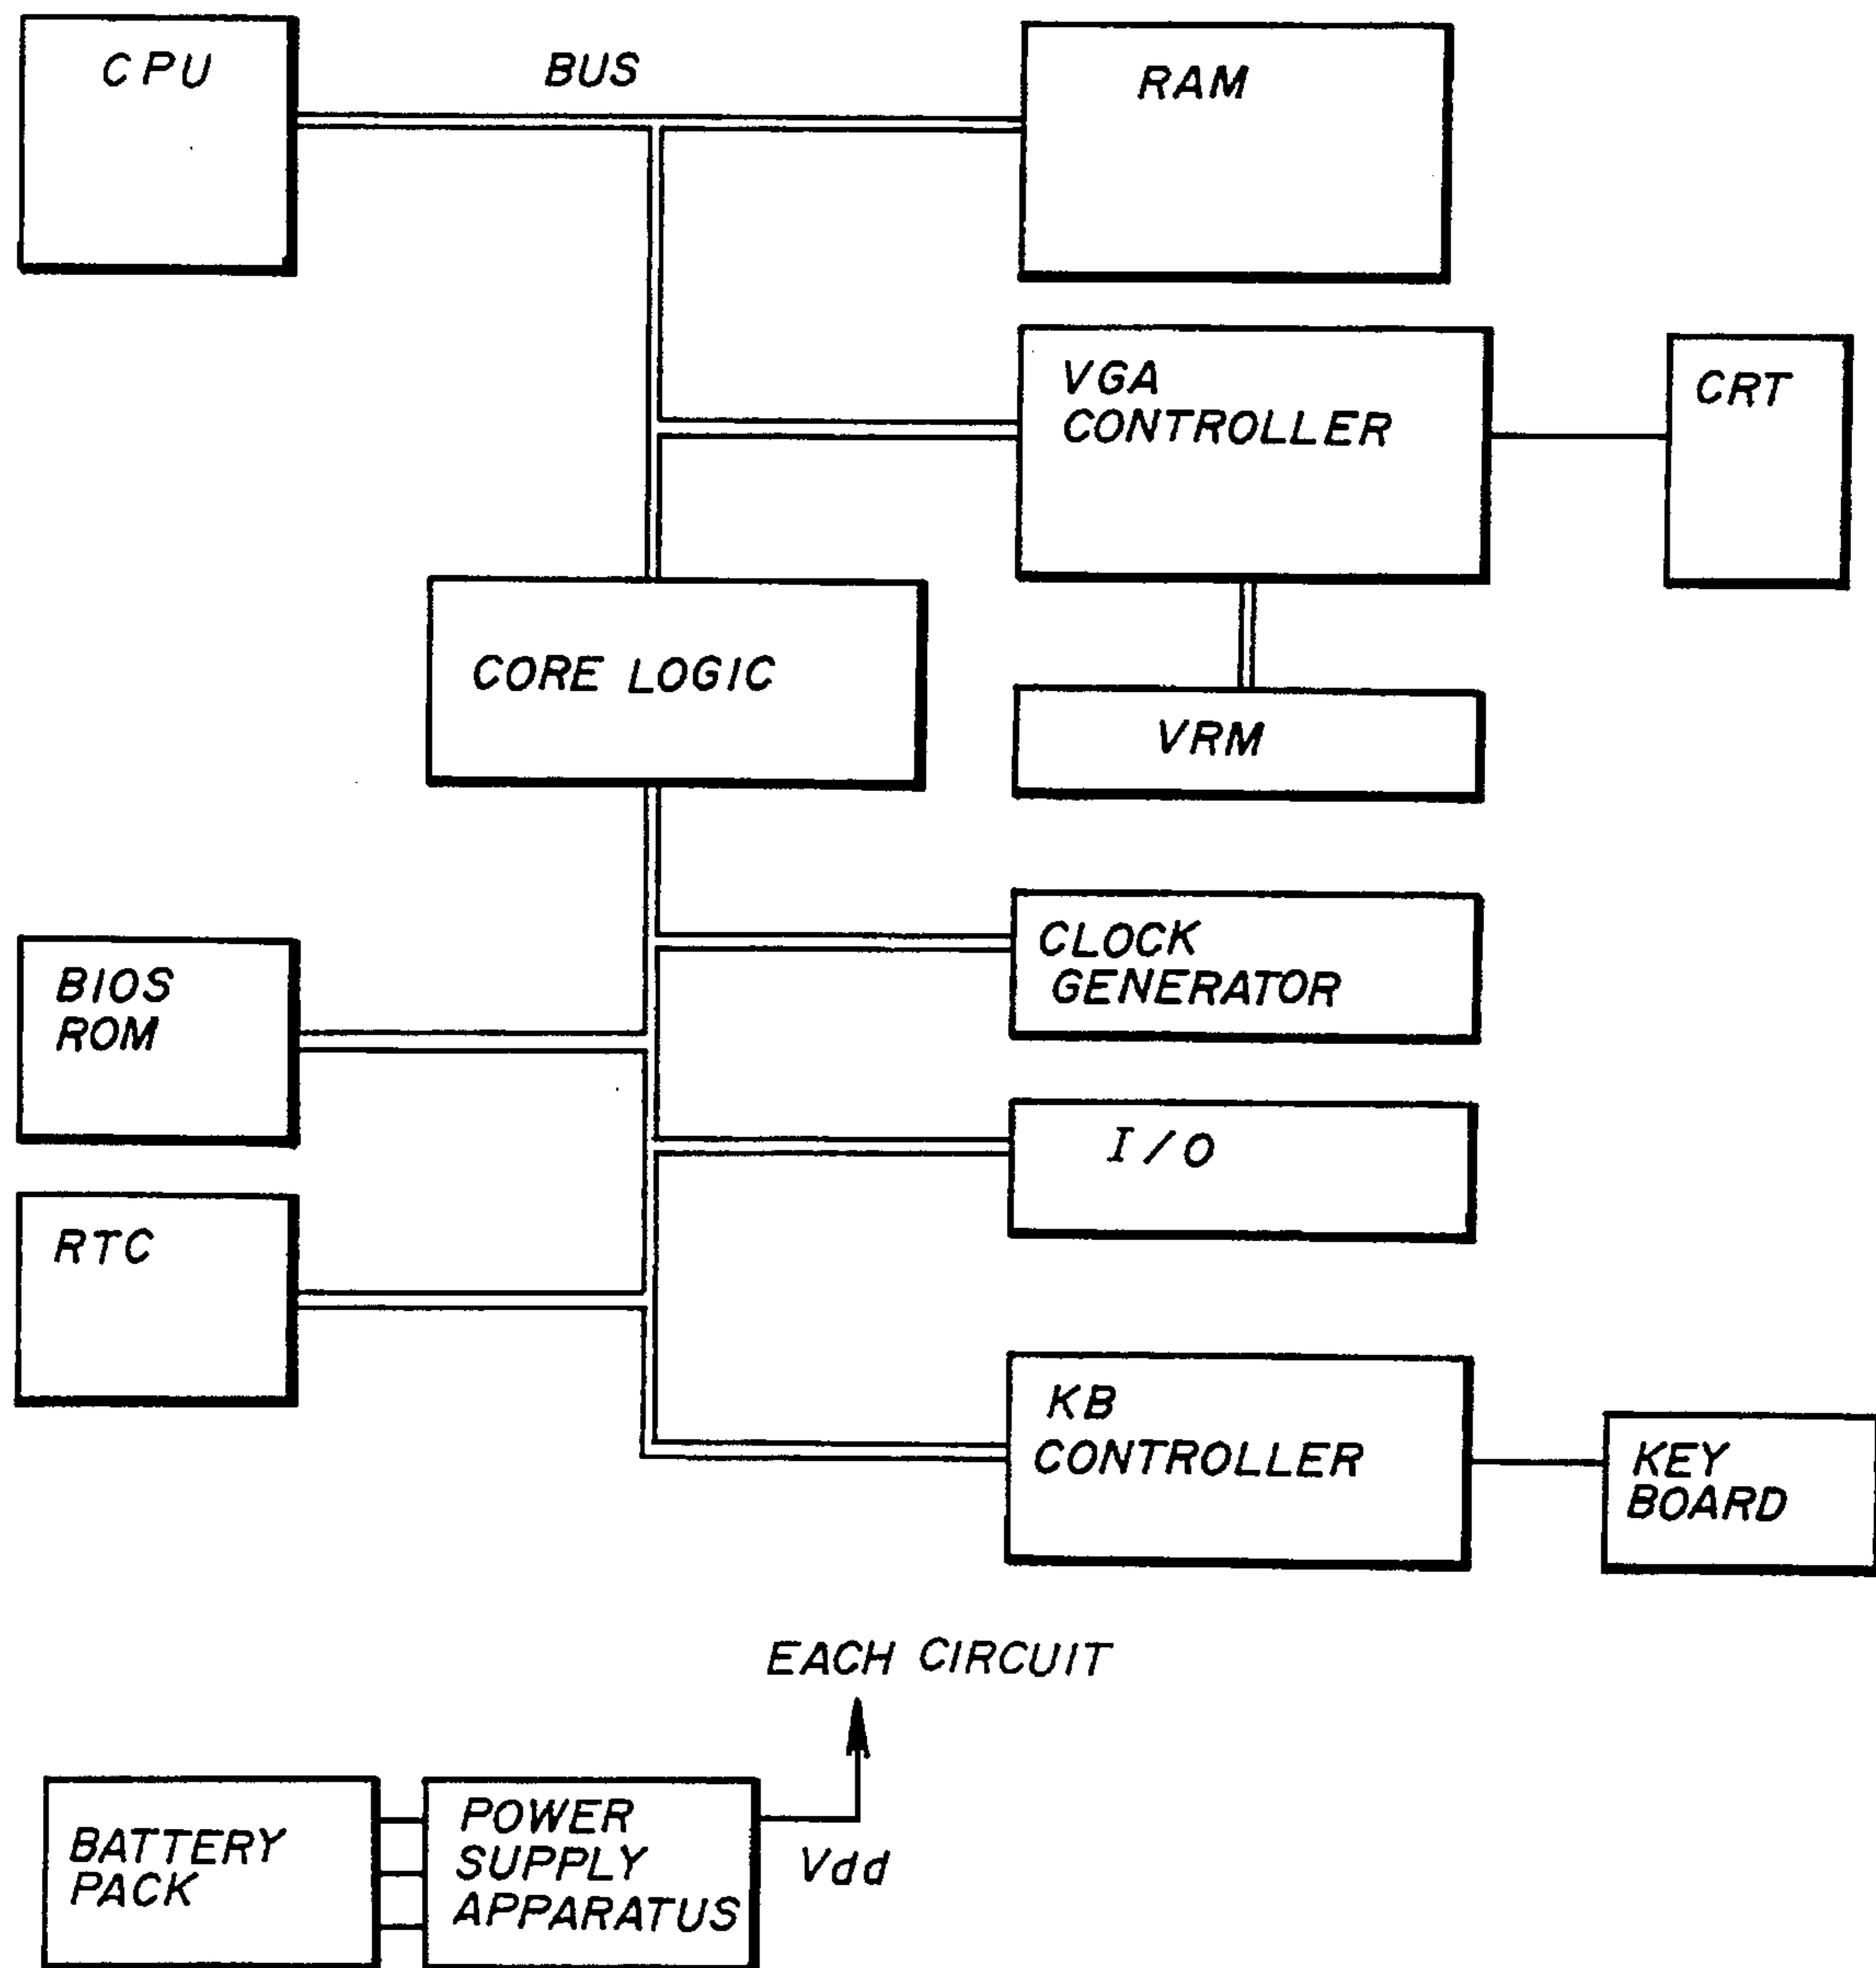 CPU
BUS
RAM
VGA
CONTROLLER
CRT
CORE LOGIC
VRM
CLOCK
GENERATOR
BIOS
ROM
I/O
RTC
KB
CONTROLLER
KEY
BOARD
EACH CIRCUIT
BATTERY
PACK
POWER
SUPPLY
APPARATUS
Vdd